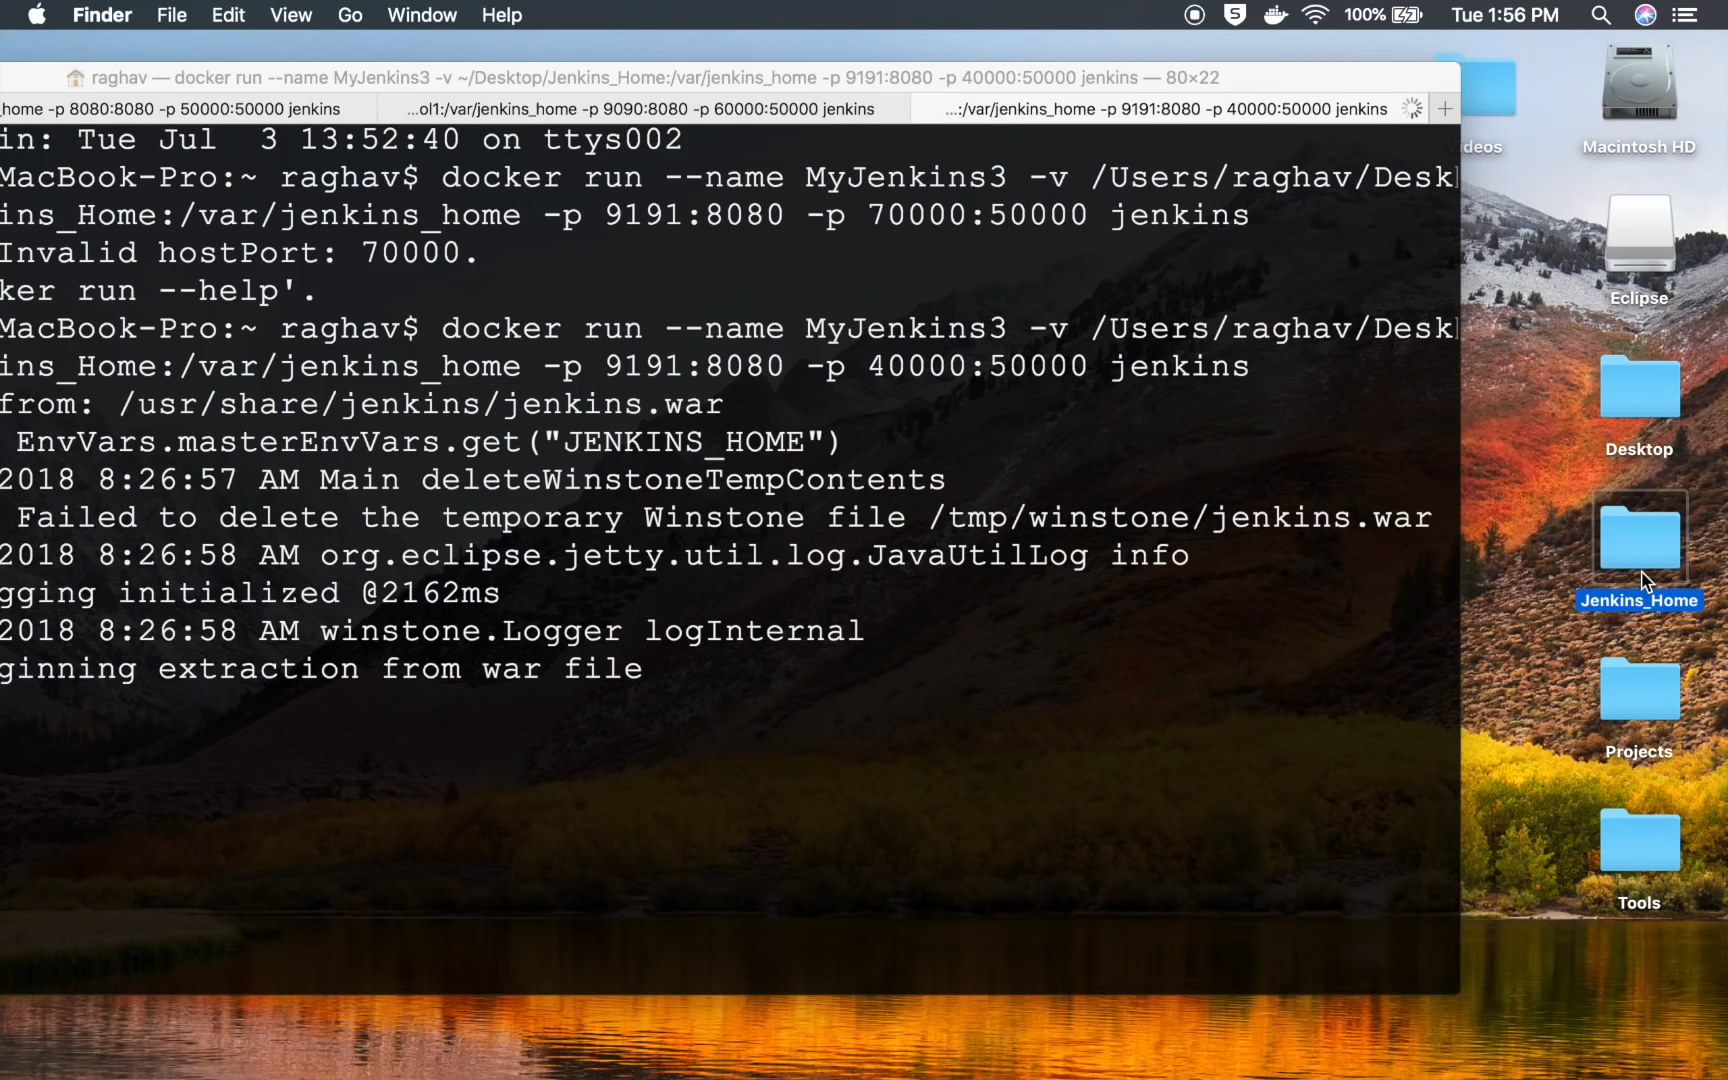 Finder File Edit View Go Window Help 100% Tue 1:56 PM
raghav — docker run --name MyJenkins3 -v ~/Desktop/Jenkins_Home:/var/jenkins_home -p 9191:8080 -p 40000:50000 jenkins — 80×22
_home -p 8080:8080 -p 50000:50000 jenkins ...ol1:/var/jenkins_home -p 9090:8080 -p 60000:50000 jenkins ...:/var/jenkins_home -p 9191:8080 -p 40000:50000 jenkins +
in: Tue Jul  3 13:52:40 on ttys002
MacBook-Pro:~ raghav$ docker run --name MyJenkins3 -v /Users/raghav/Desk
ins_Home:/var/jenkins_home -p 9191:8080 -p 70000:50000 jenkins
Invalid hostPort: 70000.
ker run --help'.
MacBook-Pro:~ raghav$ docker run --name MyJenkins3 -v /Users/raghav/Desk
ins_Home:/var/jenkins_home -p 9191:8080 -p 40000:50000 jenkins
from: /usr/share/jenkins/jenkins.war
EnvVars.masterEnvVars.get("JENKINS_HOME")
2018 8:26:57 AM Main deleteWinstoneTempContents
Failed to delete the temporary Winstone file /tmp/winstone/jenkins.war
2018 8:26:58 AM org.eclipse.jetty.util.log.JavaUtilLog info
gging initialized @2162ms
2018 8:26:58 AM winstone.Logger logInternal
ginning extraction from war file
ideos
Macintosh HD
Eclipse
Desktop
Jenkins_Home
Projects
Tools